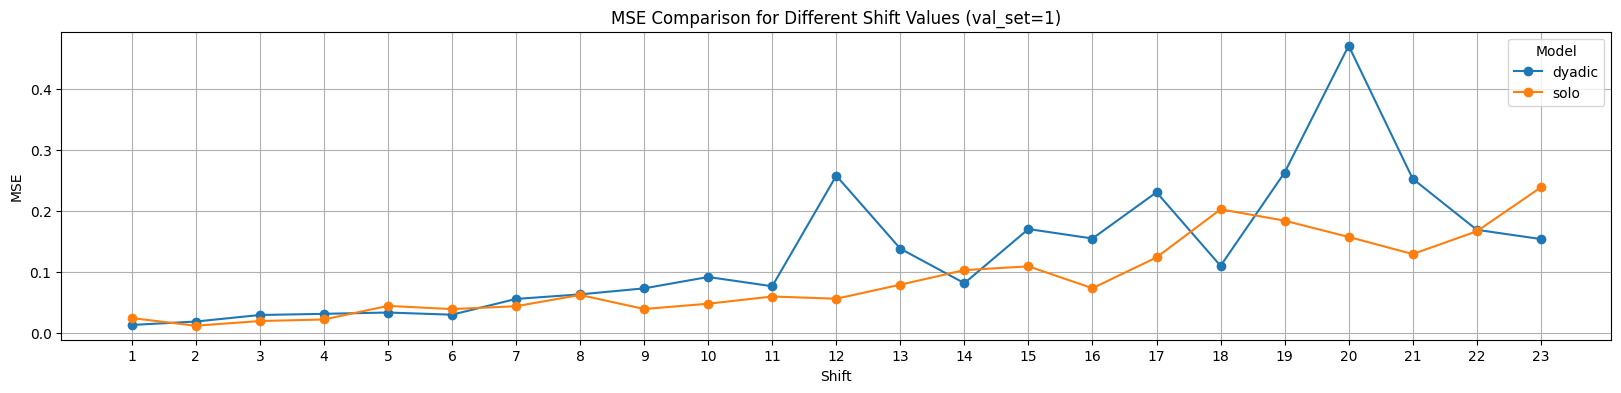 MSE Comparison for Different Shift Values (val_set=1)
Model
dyadic
solo
MSE
0.4
0.3
0.2
0.1
0.0
1 2 3 4 5 6 7 8 9 10 11 12 13 14 15 16 17 18 19 20 21 22 23
Shift